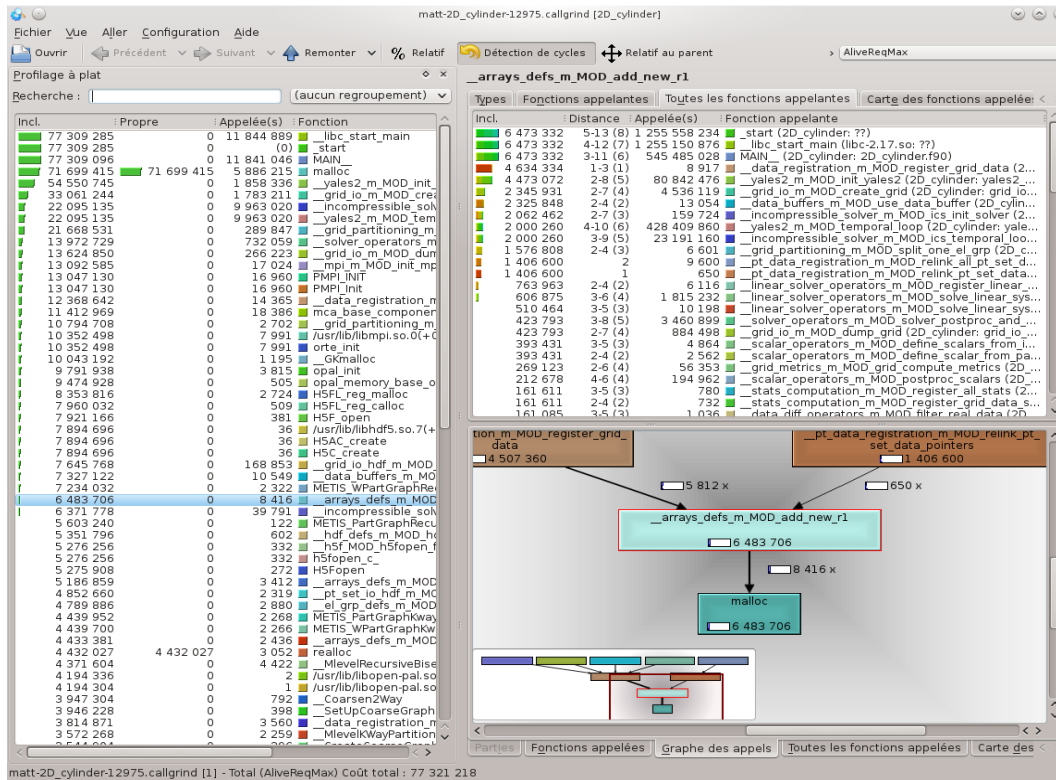 matt-2D_cylinder-12975.callgrind [2D_cylinder]
Fichier Vue Aller Configuration Aide
Ouvrir Précédent Suivant Remonter % Relatif Détection de cycles Relatif au parent > AliveReqMax
Profilage à plat
Recherche : (aucun regroupement)
Incl. Propre Appelée(s) Fonction
77 309 285 0 11 844 889 __libc_start_main
77 309 285 0 (0) _start
77 309 096 0 11 841 046 MAIN__
71 699 415 71 699 415 5 886 215 malloc
54 550 745 0 1 858 336 __yales2_m_MOD_init_
33 061 244 0 1 783 211 __grid_io_m_MOD_crea
22 095 135 0 9 963 020 __incompressible_solv
22 095 135 0 9 963 020 __yales2_m_MOD_tem
21 668 531 0 289 847 __grid_partitioning_m
13 972 729 0 732 059 __solver_operators_m
13 624 850 0 266 223 __grid_io_m_MOD_dum
13 092 585 0 17 024 __mpi_m_MOD_init_mp
13 047 130 0 16 960 PMPI_INIT
13 047 130 0 16 960 PMPI_Init
12 368 642 0 14 365 __data_registration_m
11 412 969 0 18 386 mca_base_componen
10 794 708 0 2 702 __grid_partitioning_m
10 352 498 0 7 991 /usr/lib/libmpi.so.0(+0
10 352 498 0 7 991 orte_init
10 043 192 0 1 195 __GKmalloc
9 791 938 0 3 815 opal_init
9 474 928 0 505 opal_memory_base_o
8 353 816 0 2 724 H5FL_reg_malloc
7 960 032 0 509 H5FL_reg_calloc
7 921 166 0 381 H5F_open
7 894 696 0 36 /usr/lib/libhdf5.so.7(+
7 894 696 0 36 H5AC_create
7 894 696 0 36 H5C_create
7 645 768 0 168 853 __grid_io_hdf_m_MOD
7 327 122 0 10 549 __data_buffers_m_MOD
7 234 032 0 2 322 METIS_WPartGraphRe
6 483 706 0 8 416 __arrays_defs_m_MOD
6 371 778 0 39 791 __incompressible_solv
5 603 240 0 122 METIS_PartGraphRecu
5 351 796 0 602 __hdf_defs_m_MOD_h
5 276 256 0 332 __h5f_MOD_h5fopen_f
5 276 256 0 332 h5fopen_c_
5 275 908 0 272 H5Fopen
5 186 859 0 3 412 __arrays_defs_m_MOD
4 852 660 0 2 319 __pt_set_io_hdf_m_MO
4 789 886 0 2 880 __el_grp_defs_m_MOD
4 439 952 0 2 268 METIS_PartGraphKway
4 439 700 0 2 266 METIS_WPartGraphKw
4 433 381 0 2 436 __arrays_defs_m_MOD
4 432 027 4 432 027 3 052 realloc
4 371 604 0 4 422 __MlevelRecursiveBise
4 194 336 0 2 /usr/lib/libopen-pal.so
4 194 304 0 1 /usr/lib/libopen-pal.so
3 947 304 0 792 __Coarsen2Way
3 946 228 0 398 __SetUpCoarseGraph
3 814 871 0 3 560 __data_registration_m
3 572 268 0 2 259 __MlevelKWayPartition
__arrays_defs_m_MOD_add_new_r1
Types Fonctions appelantes Toutes les fonctions appelantes Carte des fonctions appelées
Incl. Distance Appelée(s) Fonction appelante
6 473 332 5-13 (8) 1 255 558 234 _start (2D_cylinder: ??)
6 473 332 4-12 (7) 1 255 150 876 __libc_start_main (libc-2.17.so: ??)
6 473 332 3-11 (6) 545 485 028 MAIN__ (2D_cylinder: 2D_cylinder.f90)
4 634 334 1-3 (1) 8 917 __data_registration_m_MOD_register_grid_data (2...
4 473 072 2-8 (5) 80 842 476 __yales2_m_MOD_init_yales2 (2D_cylinder: yales2_...
2 345 931 2-7 (4) 4 536 119 __grid_io_m_MOD_create_grid (2D_cylinder: grid_io...
2 325 848 2-4 (2) 13 054 __data_buffers_m_MOD_use_data_buffer (2D_cylin...
2 062 462 2-7 (3) 159 724 __incompressible_solver_m_MOD_ics_init_solver (2...
2 000 260 4-10 (6) 428 409 860 __yales2_m_MOD_temporal_loop (2D_cylinder: yale...
2 000 260 3-9 (5) 23 191 160 __incompressible_solver_m_MOD_ics_temporal_loo...
1 576 808 2-4 (3) 6 601 __grid_partitioning_m_MOD_split_one_el_grp (2D_c...
1 406 600 2 9 600 __pt_data_registration_m_MOD_relink_all_pt_set_d...
1 406 600 1 650 __pt_data_registration_m_MOD_relink_pt_set_data...
763 963 2-4 (2) 6 116 __linear_solver_operators_m_MOD_register_linear_...
606 875 3-6 (4) 1 815 232 __linear_solver_operators_m_MOD_solve_linear_sys...
510 464 3-5 (3) 10 198 __linear_solver_operators_m_MOD_solve_linear_sys...
423 793 3-8 (5) 3 460 899 __solver_operators_m_MOD_solver_postproc_and_...
423 793 2-7 (4) 884 498 __grid_io_m_MOD_dump_grid (2D_cylinder: grid_io_...
393 431 3-5 (3) 4 864 __scalar_operators_m_MOD_define_scalars_from_i...
393 431 2-4 (2) 2 562 __scalar_operators_m_MOD_define_scalar_from_pa...
269 123 2-6 (4) 56 353 __grid_metrics_m_MOD_grid_compute_metrics (2D_...
212 678 4-6 (4) 194 962 __scalar_operators_m_MOD_postproc_scalars (2D_...
161 611 3-5 (3) 780 __stats_computation_m_MOD_register_all_stats (2...
161 611 2-4 (2) 732 __stats_computation_m_MOD_register_grid_data_s...
161 085 3-5 (3) 1 036 __data_diff_operators_m_MOD_filter_real_data (2D
tion_m_MOD_register_grid_
data
4 507 360
__pt_data_registration_m_MOD_relink_pt_
set_data_pointers
1 406 600
5 812 x
650 x
__arrays_defs_m_MOD_add_new_r1
6 483 706
8 416 x
malloc
6 483 706
Parties Fonctions appelées Graphe des appels Toutes les fonctions appelées Carte des
matt-2D_cylinder-12975.callgrind [1] - Total (AliveReqMax) Coût total : 77 321 218